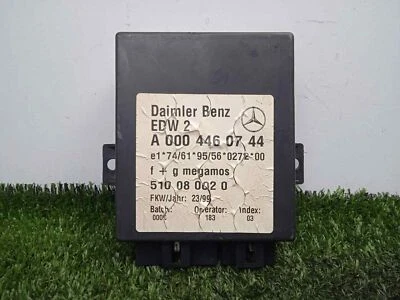 Daimler Benz
EDW 2
A 000 446 07 44
e1*74/61*95/56*0272*00
f + g megamos
510 08 002 0
FKW/Jahr: 23/99
Batch: Operator: Index:
0005 183 03